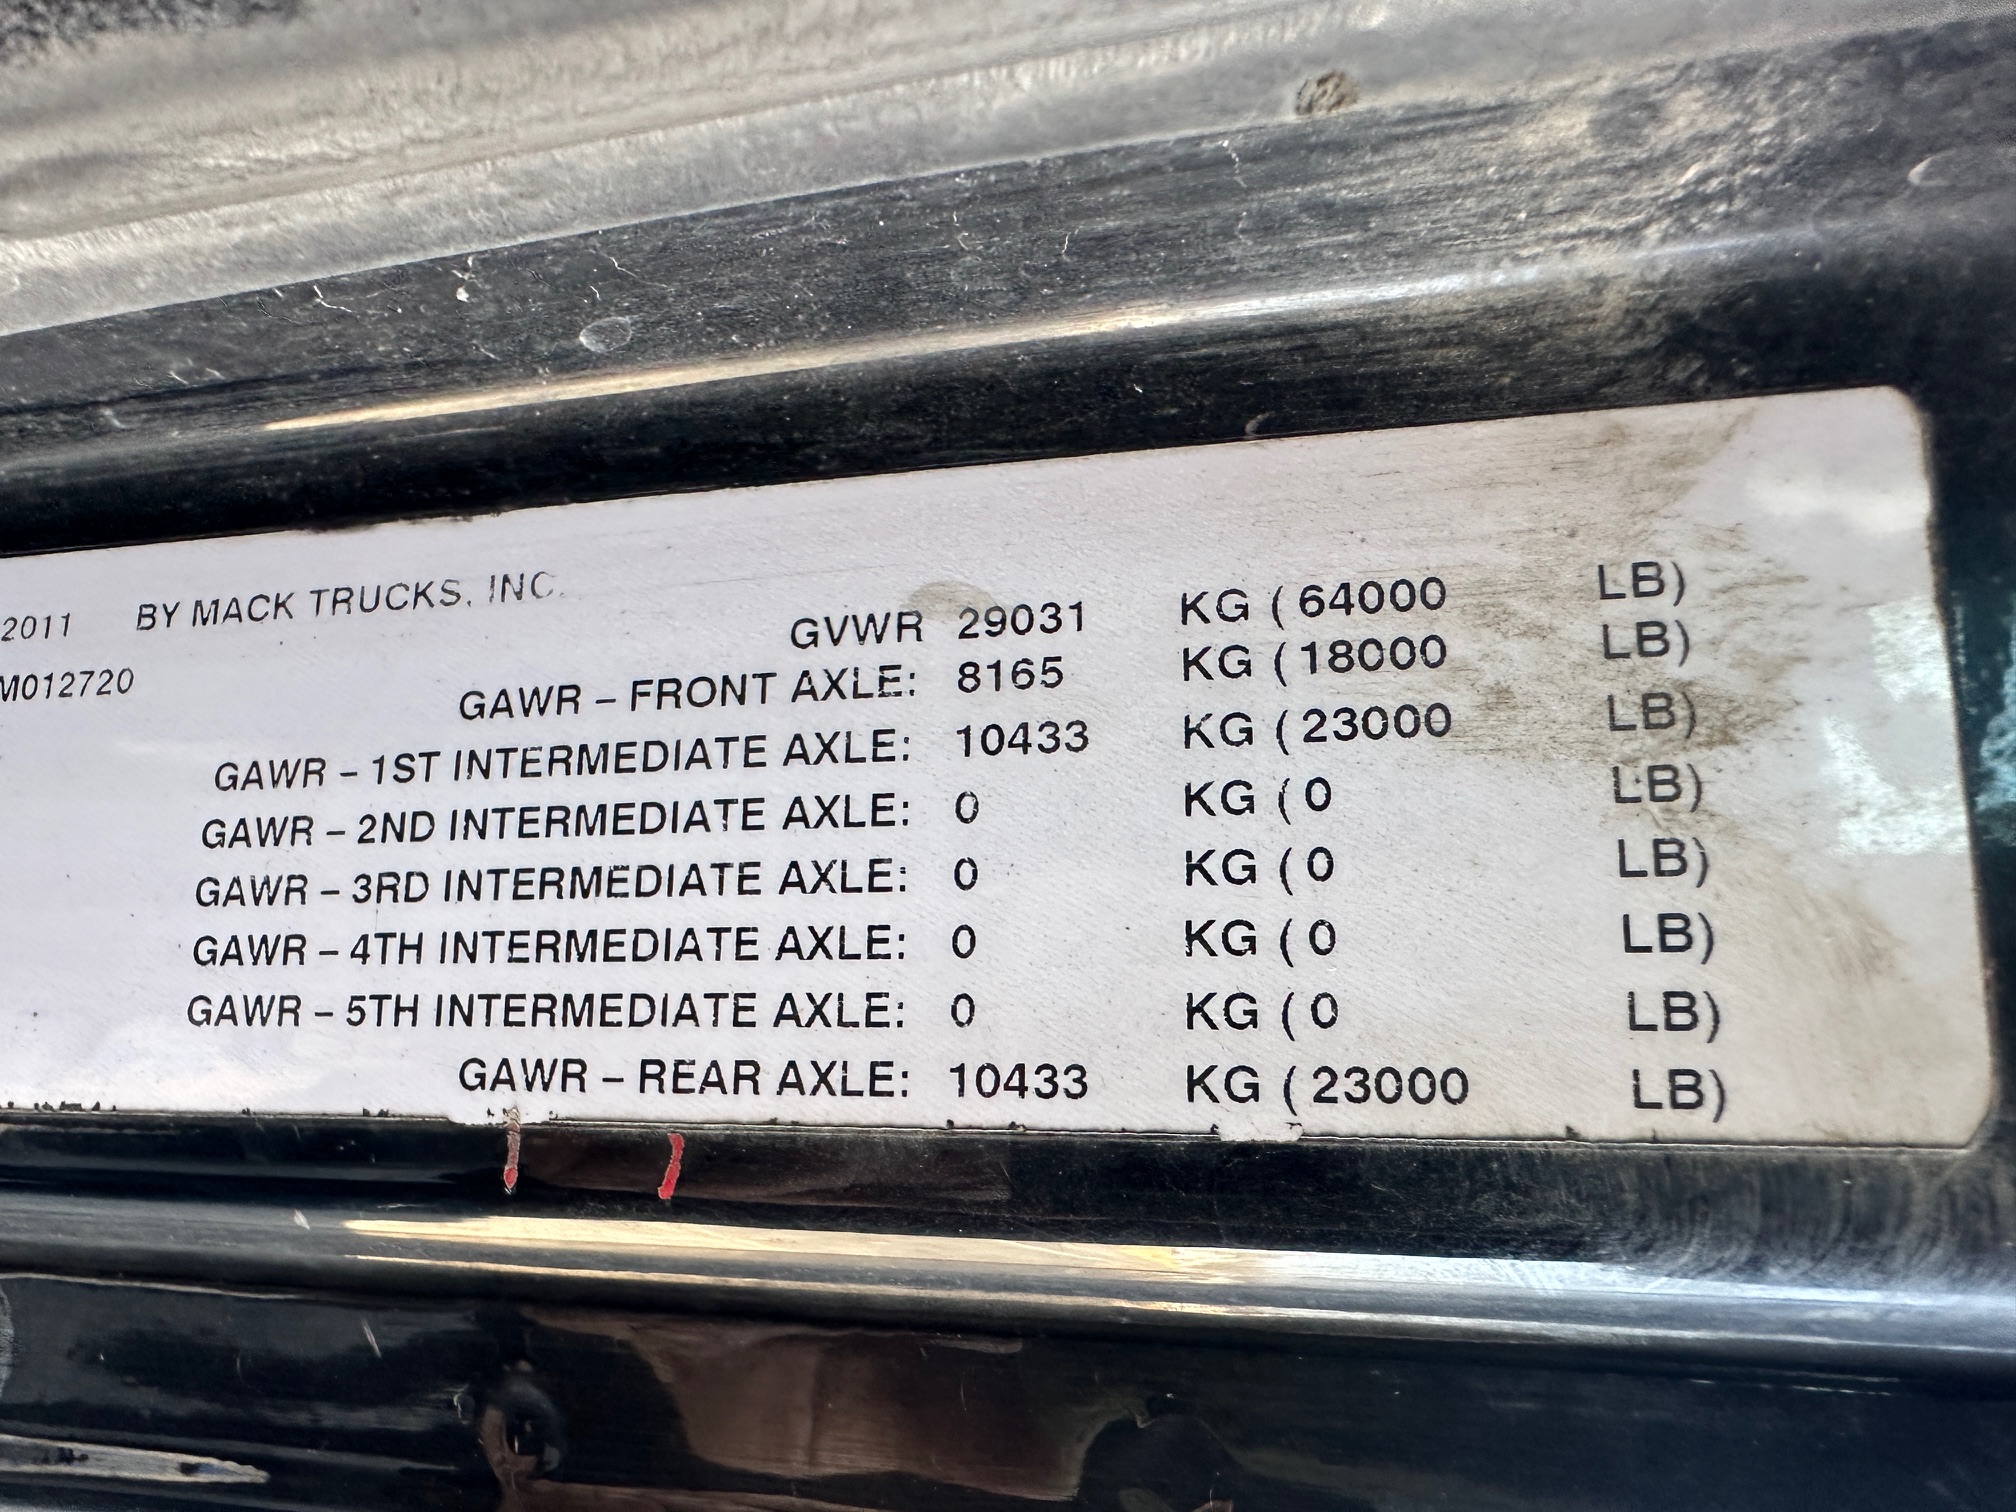 2011 BY MACK TRUCKS, INC.
M012720
GVWR 29031 KG ( 64000 LB)
GAWR – FRONT AXLE: 8165 KG ( 18000 LB)
GAWR – 1ST INTERMEDIATE AXLE: 10433 KG ( 23000 LB)
GAWR – 2ND INTERMEDIATE AXLE: 0 KG ( 0 LB)
GAWR – 3RD INTERMEDIATE AXLE: 0 KG ( 0 LB)
GAWR – 4TH INTERMEDIATE AXLE: 0 KG ( 0 LB)
GAWR – 5TH INTERMEDIATE AXLE: 0 KG ( 0 LB)
GAWR – REAR AXLE: 10433 KG ( 23000 LB)